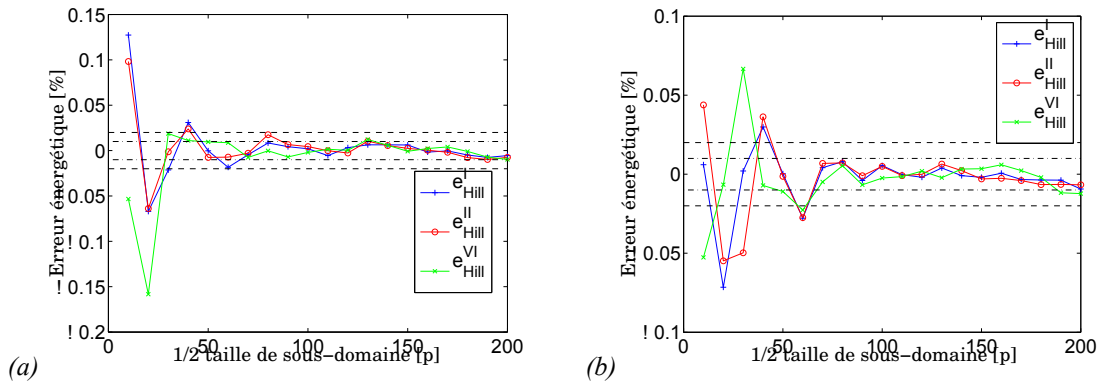 0.15
0.1
0.05
0
! 0.05
! 0.1
! 0.15
! 0.2
Erreur énergétique [%]
0 50 100 150 200
1/2 taille de sous−domaine [p]
e^I_Hill
e^II_Hill
e^VI_Hill
(a)
0.1
0.05
0
! 0.05
! 0.1
Erreur énergétique [%]
0 50 100 150 200
1/2 taille de sous−domaine [p]
e^I_Hill
e^II_Hill
e^VI_Hill
(b)